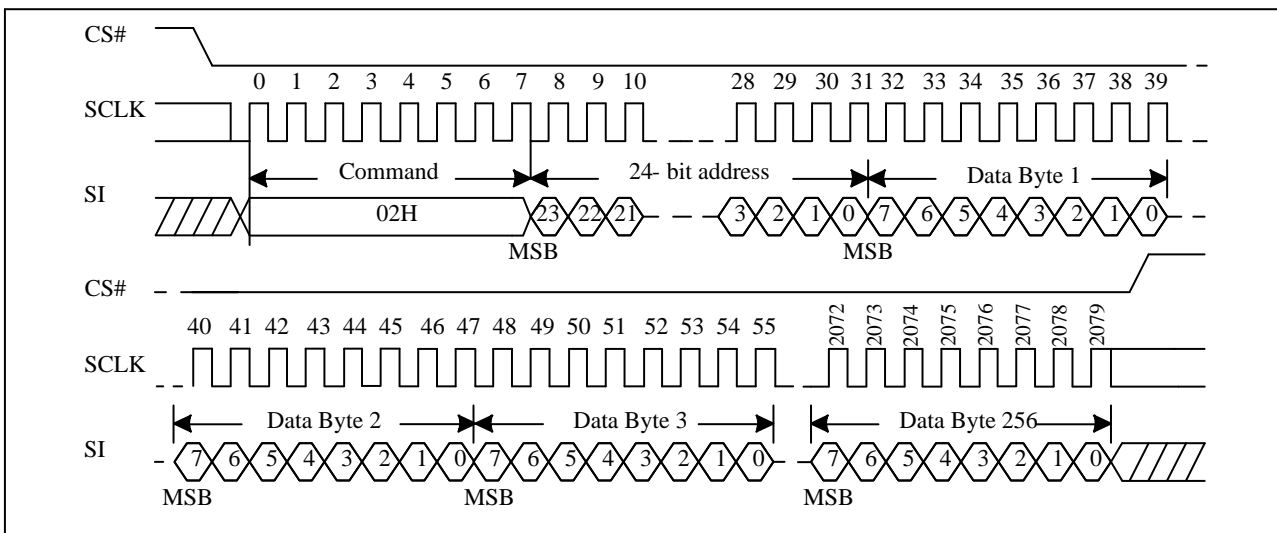 CS#
0 1 2 3 4 5 6 7 8 9 10 28 29 30 31 32 33 34 35 36 37 38 39
SCLK
Command 24- bit address Data Byte 1
SI
02H 23 22 21 3 2 1 0 7 6 5 4 3 2 1 0
MSB MSB
CS#
40 41 42 43 44 45 46 47 48 49 50 51 52 53 54 55 2072 2073 2074 2075 2076 2077 2078 2079
SCLK
Data Byte 2 Data Byte 3 Data Byte 256
SI
7 6 5 4 3 2 1 0 7 6 5 4 3 2 1 0 7 6 5 4 3 2 1 0
MSB MSB MSB